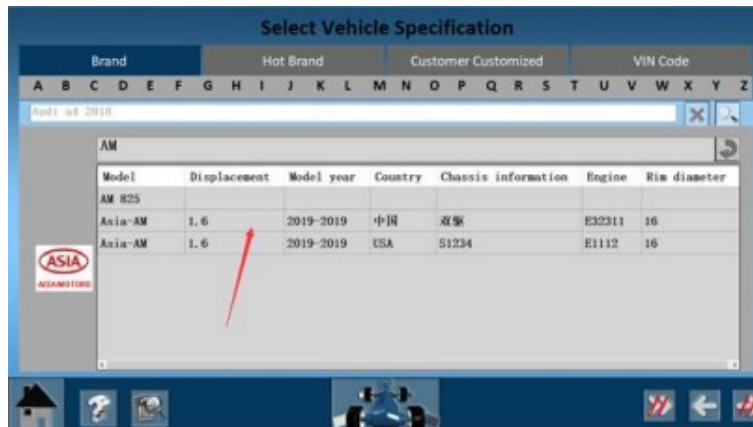 Select Vehicle Specification
Brand Hot Brand Customer Customized VIN Code
A B C D E F G H I J K L M N O P Q R S T U V W X Y Z
Audi a4 2018
AM
Model Displacement Model year Country Chassis information Engine Rim diameter
AM 825
Asia-AM 1.6 2019-2019 中国 双驱 E32311 16
Asia-AM 1.6 2019-2019 USA S1234 E1112 16
ASIA
ASIA MOTORS